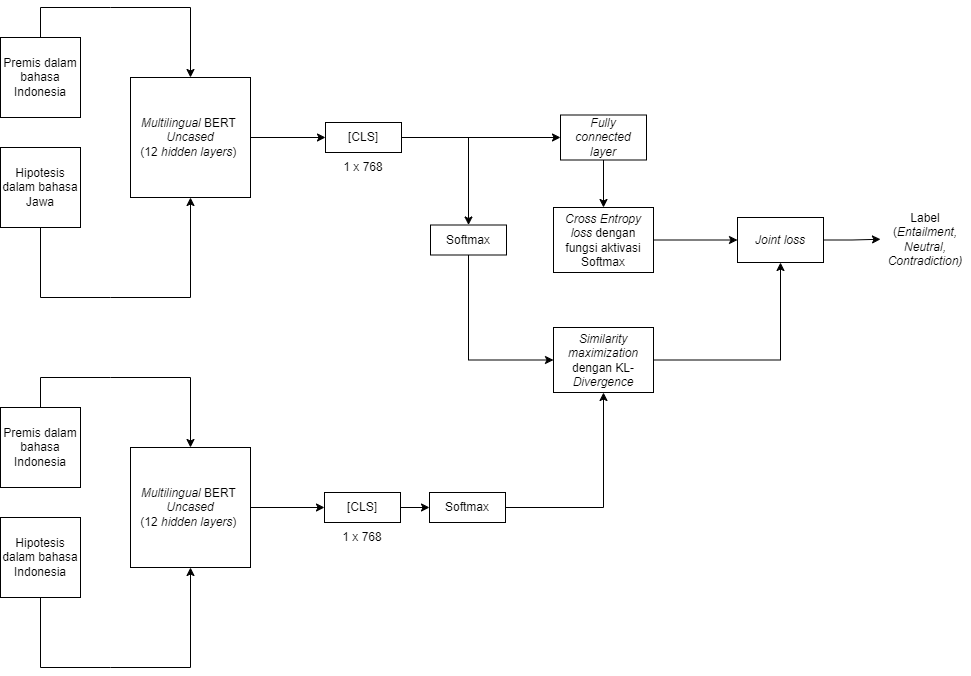 Premis dalam
bahasa
Indonesia
Hipotesis
dalam bahasa
Jawa
Multilingual BERT
Uncased
(12 hidden layers)
[CLS]
1 x 768
Fully
connected
layer
Softmax
Cross Entropy
loss dengan
fungsi aktivasi
Softmax
Joint loss
Label
(Entailment,
Neutral,
Contradiction)
Similarity
maximization
dengan KL-
Divergence
Premis dalam
bahasa
Indonesia
Hipotesis
dalam bahasa
Indonesia
Multilingual BERT
Uncased
(12 hidden layers)
[CLS]
1 x 768
Softmax